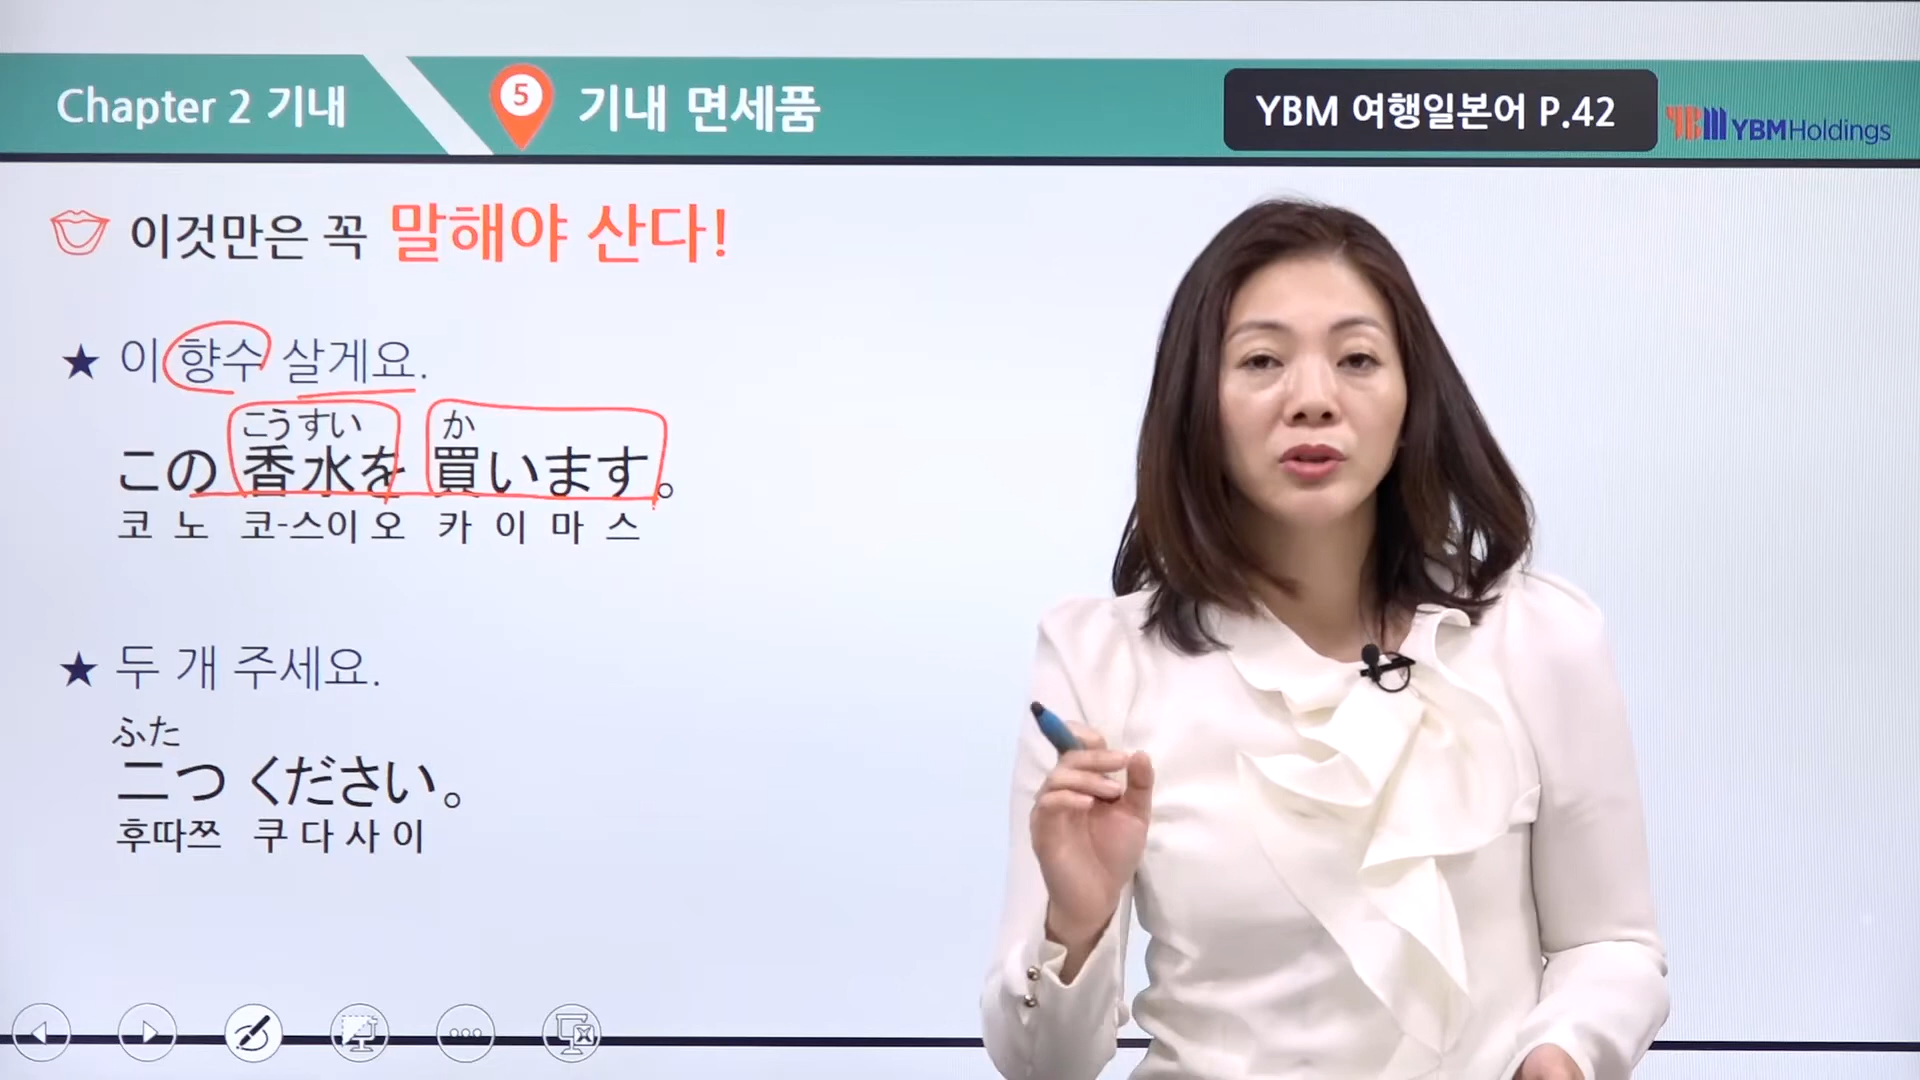 Chapter 2 기내
5 기내 면세품
YBM 여행일본어 P.42
YBM YBMHoldings
이것만은 꼭 말해야 산다!
★ 이 향수 살게요.
こうすい か
この 香水を 買います。
코 노 코-스이 오 카 이 마 스
★ 두 개 주세요.
ふた
二つ ください。
후따쯔 쿠 다 사 이